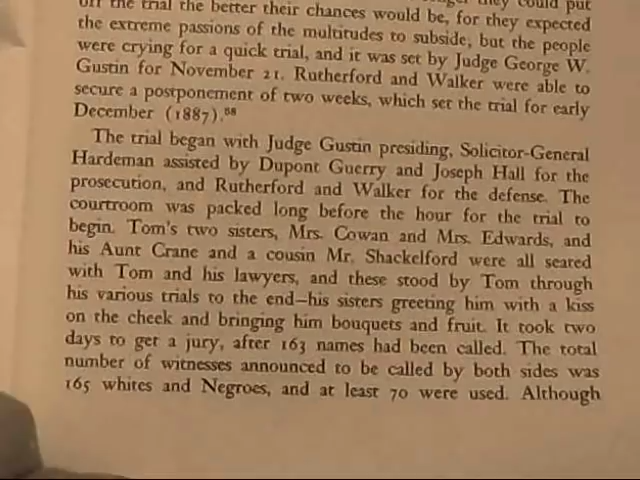 off the trial the better their chances would be, for they expected
the extreme passions of the multitudes to subside, but the people
were crying for a quick trial, and it was set by Judge George W.
Gustin for November 21. Rutherford and Walker were able to
secure a postponement of two weeks, which set the trial for early
December (1887).⁶⁸
The trial began with Judge Gustin presiding, Solicitor-General
Hardeman assisted by Dupont Guerry and Joseph Hall for the
prosecution, and Rutherford and Walker for the defense. The
courtroom was packed long before the hour for the trial to
begin. Tom's two sisters, Mrs. Cowan and Mrs. Edwards, and
his Aunt Crane and a cousin Mr. Shackelford were all seated
with Tom and his lawyers, and these stood by Tom through
his various trials to the end—his sisters greeting him with a kiss
on the cheek and bringing him bouquets and fruit. It took two
days to get a jury, after 163 names had been called. The total
number of witnesses announced to be called by both sides was
165 whites and Negroes, and at least 70 were used. Although